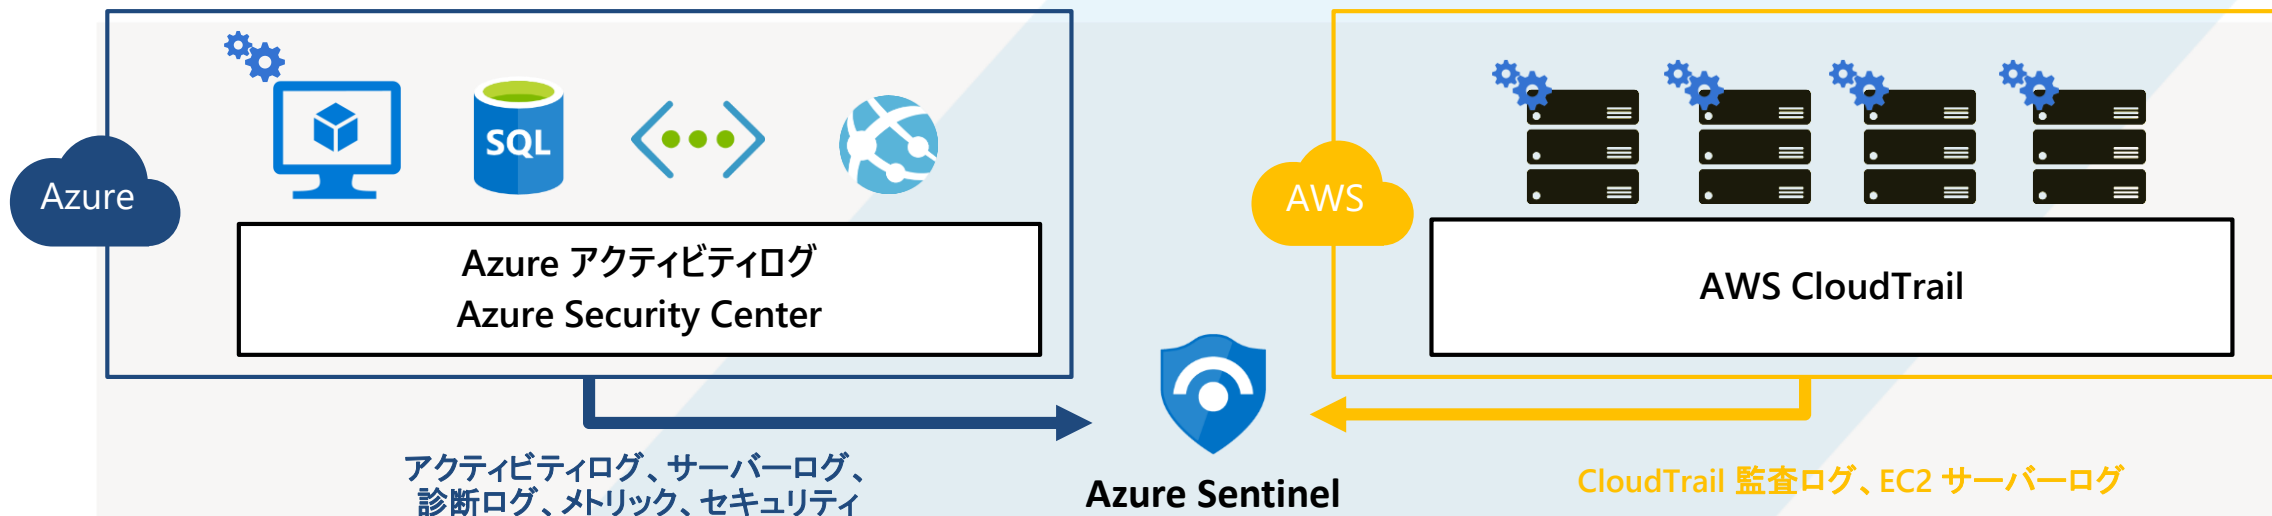 Azure
SQL
Azure アクティビティログ
Azure Security Center
アクティビティログ、サーバーログ、
診断ログ、メトリック、セキュリティ
Azure Sentinel
AWS
AWS CloudTrail
CloudTrail 監査ログ、EC2 サーバーログ